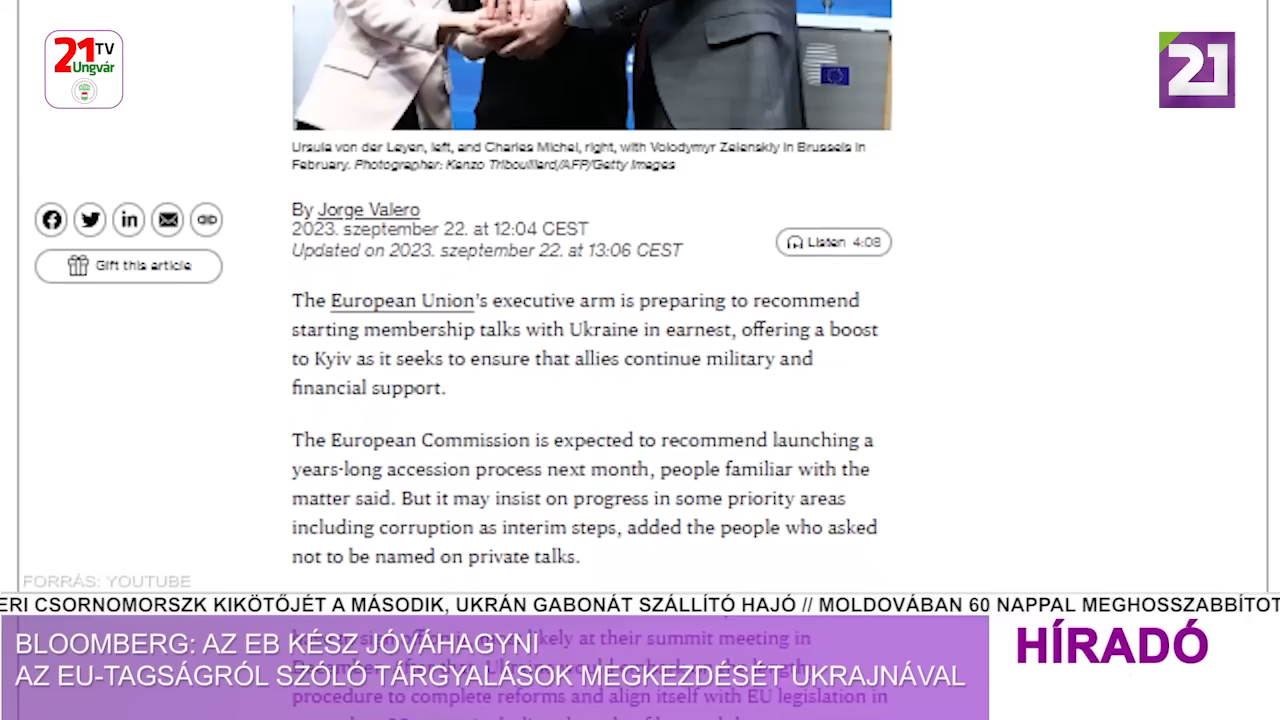 21 TV
Ungvár
21
Ursula von der Leyen, left, and Charles Michel, right, with Volodymyr Zelenskiy in Brussels in
February. Photographer: Kenzo Tribouillard/AFP/Getty Images
By Jorge Valero
2023. szeptember 22. at 12:04 CEST
Updated on 2023. szeptember 22. at 13:06 CEST
Listen 4:08
Gift this article
The European Union's executive arm is preparing to recommend
starting membership talks with Ukraine in earnest, offering a boost
to Kyiv as it seeks to ensure that allies continue military and
financial support.
The European Commission is expected to recommend launching a
years-long accession process next month, people familiar with the
matter said. But it may insist on progress in some priority areas
including corruption as interim steps, added the people who asked
not to be named on private talks.
FORRÁS: YOUTUBE
ERI CSORNOMORSZK KIKÖTŐJÉT A MÁSODIK, UKRÁN GABONÁT SZÁLLÍTÓ HAJÓ // MOLDOVÁBAN 60 NAPPAL MEGHOSSZABBÍTOT
likely at their summit meeting in
BLOOMBERG: AZ EB KÉSZ JÓVÁHAGYNI
AZ EU-TAGSÁGRÓL SZÓLÓ TÁRGYALÁSOK MEGKEZDÉSÉT UKRAJNÁVAL
HÍRADÓ
procedure to complete reforms and align itself with EU legislation in